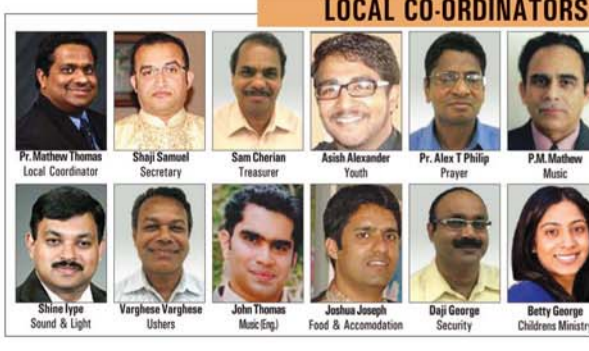 LOCAL CO-ORDINATORS
Pr. Mathew Thomas
Local Coordinator
Shaji Samuel
Secretary
Sam Cherian
Treasurer
Asish Alexander
Youth
Pr. Alex T Philip
Prayer
P.M. Mathew
Music
Shine Iype
Sound & Light
Varghese Varghese
Ushers
John Thomas
Music (Eng.)
Joshua Joseph
Food & Accomodation
Daji George
Security
Betty George
Childrens Ministry